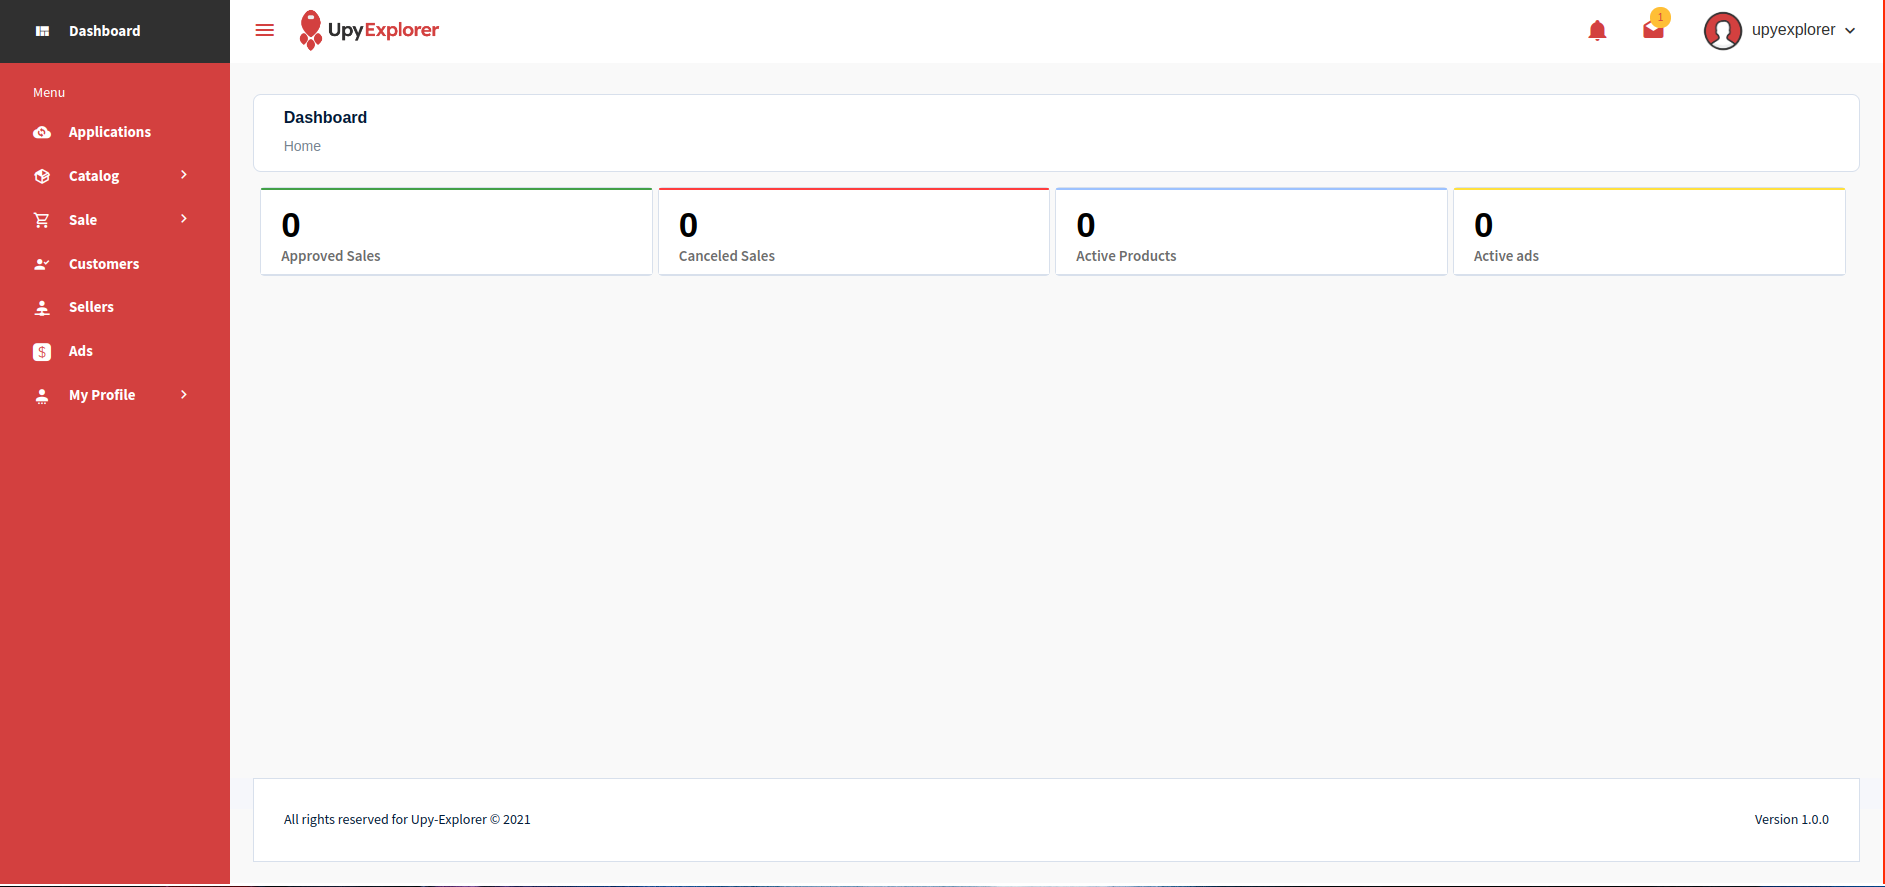 Dashboard
UpyExplorer
1
upyexplorer
Menu
Applications
Catalog
Sale
Customers
Sellers
$ Ads
My Profile
Dashboard
Home
0
Approved Sales
0
Canceled Sales
0
Active Products
0
Active ads
All rights reserved for Upy-Explorer © 2021
Version 1.0.0